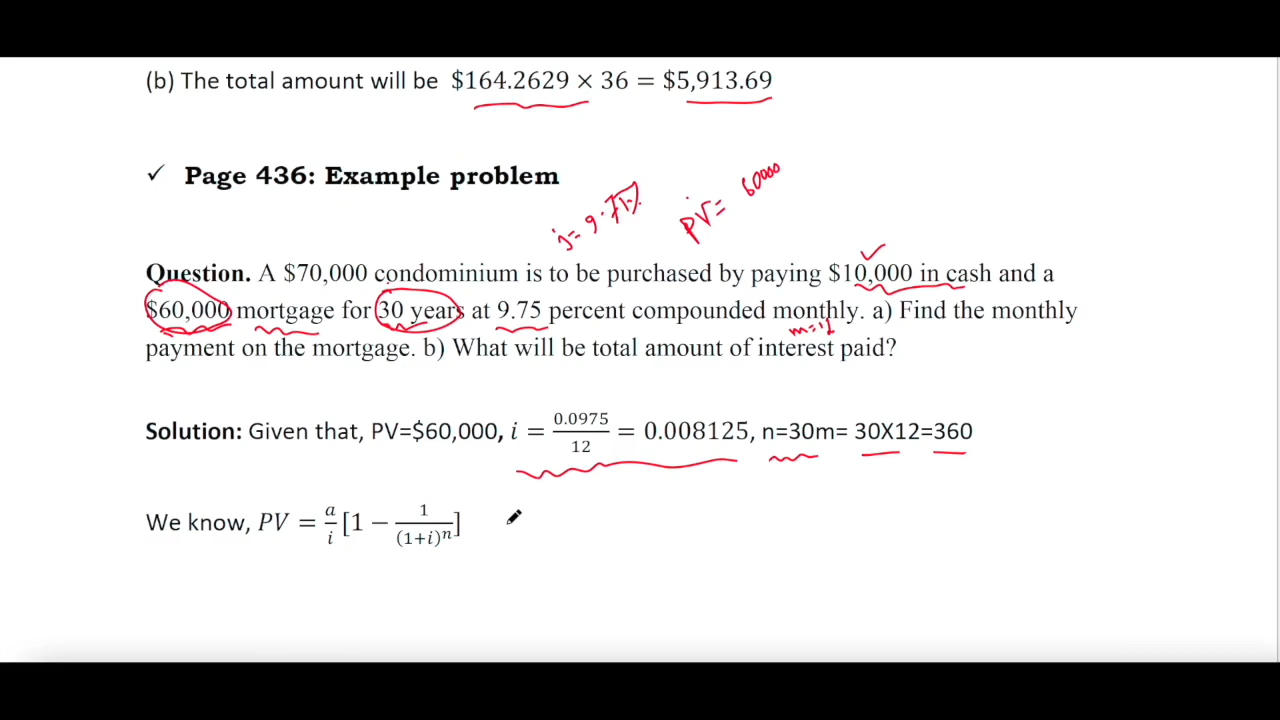 (b) The total amount will be $164.2629 × 36 = $5,913.69
✓ Page 436: Example problem
j= 9.75%
PV= 60000
Question. A $70,000 condominium is to be purchased by paying $10,000 in cash and a
$60,000 mortgage for 30 years at 9.75 percent compounded monthly. a) Find the monthly
m=12
payment on the mortgage. b) What will be total amount of interest paid?
Solution: Given that, PV=$60,000, i = 0.0975/12 = 0.008125, n=30m= 30X12=360
We know, PV = a/i [1 − 1/(1+i)^n]